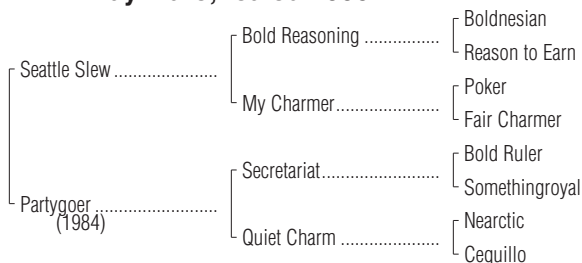 Boldnesian
Bold Reasoning ..................
Reason to Earn
Seattle Slew .........................
Poker
My Charmer.........................
Fair Charmer
Bold Ruler
Secretariat............................
Somethingroyal
Partygoer .............................
(1984)
Nearctic
Quiet Charm .......................
Cequillo